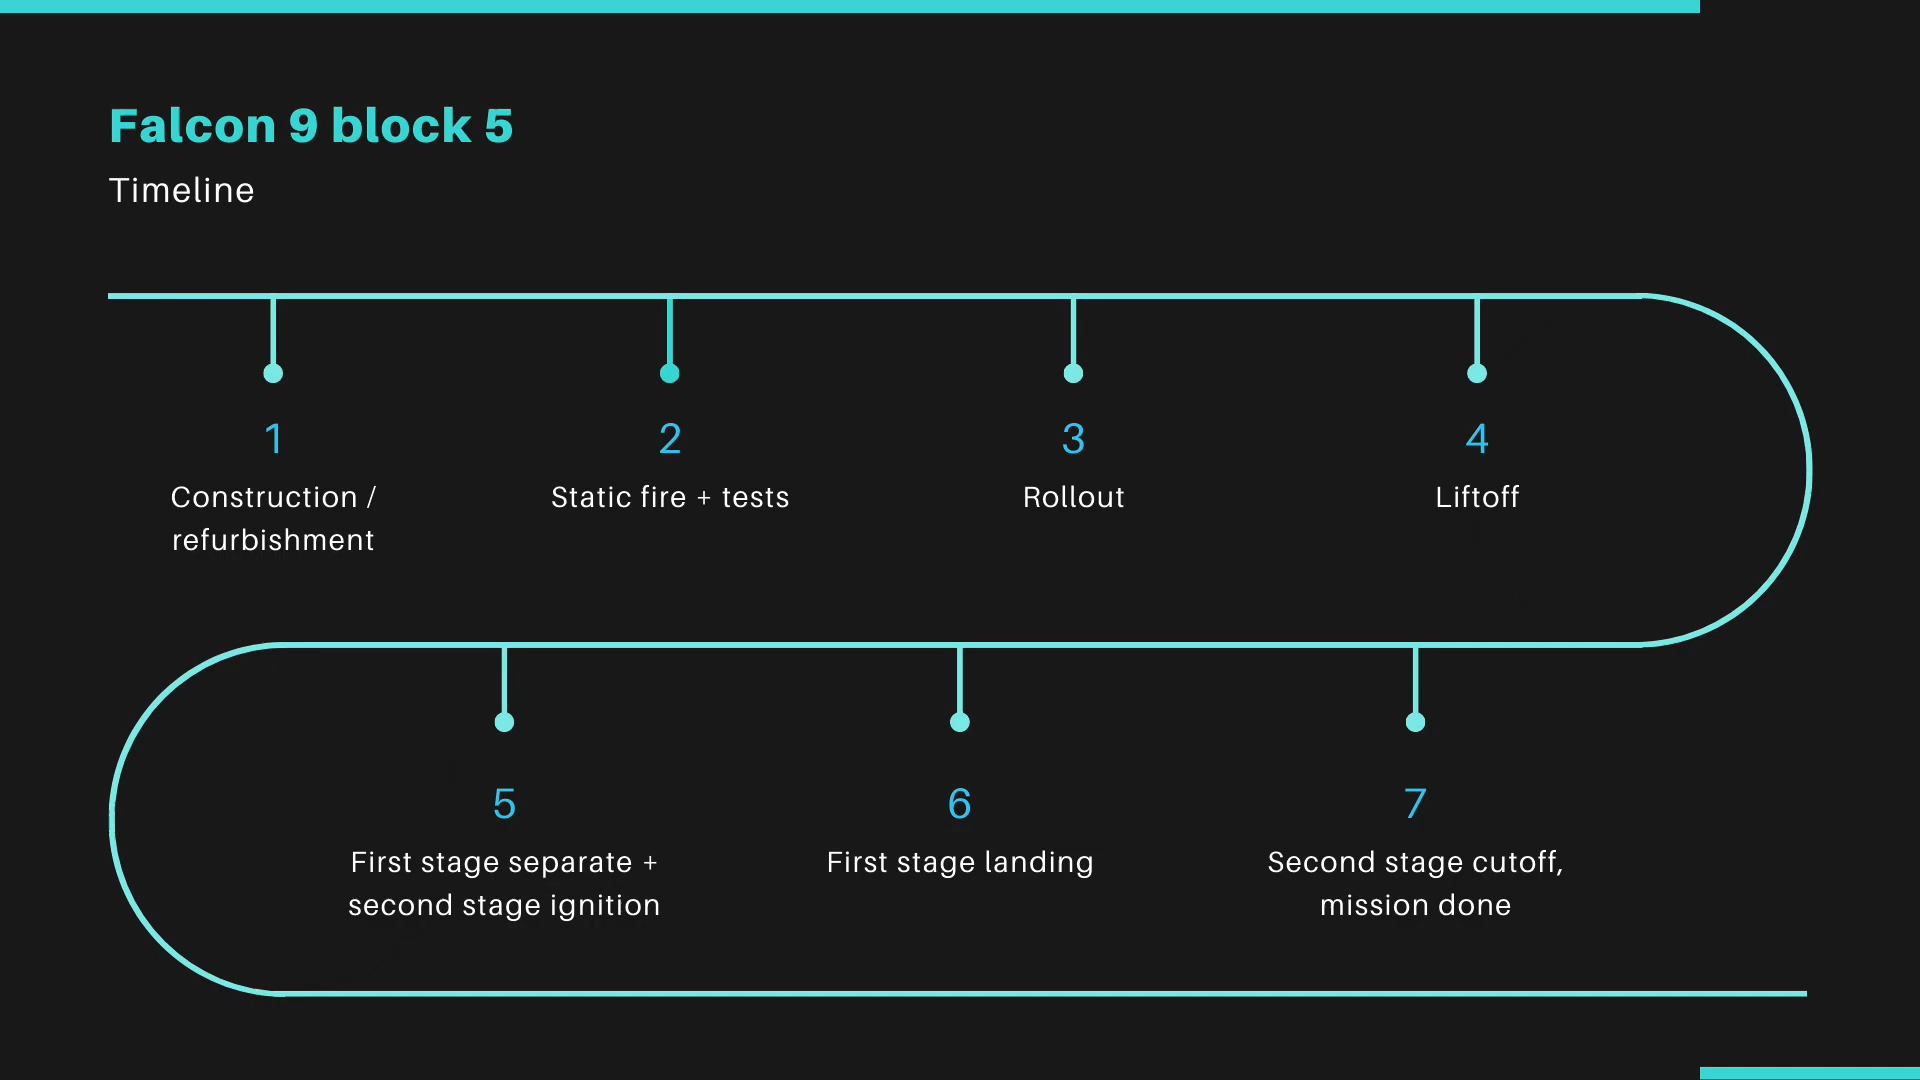 Falcon 9 block 5
Timeline
1
Construction /
refurbishment
2
Static fire + tests
3
Rollout
4
Liftoff
5
First stage separate +
second stage ignition
6
First stage landing
7
Second stage cutoff,
mission done